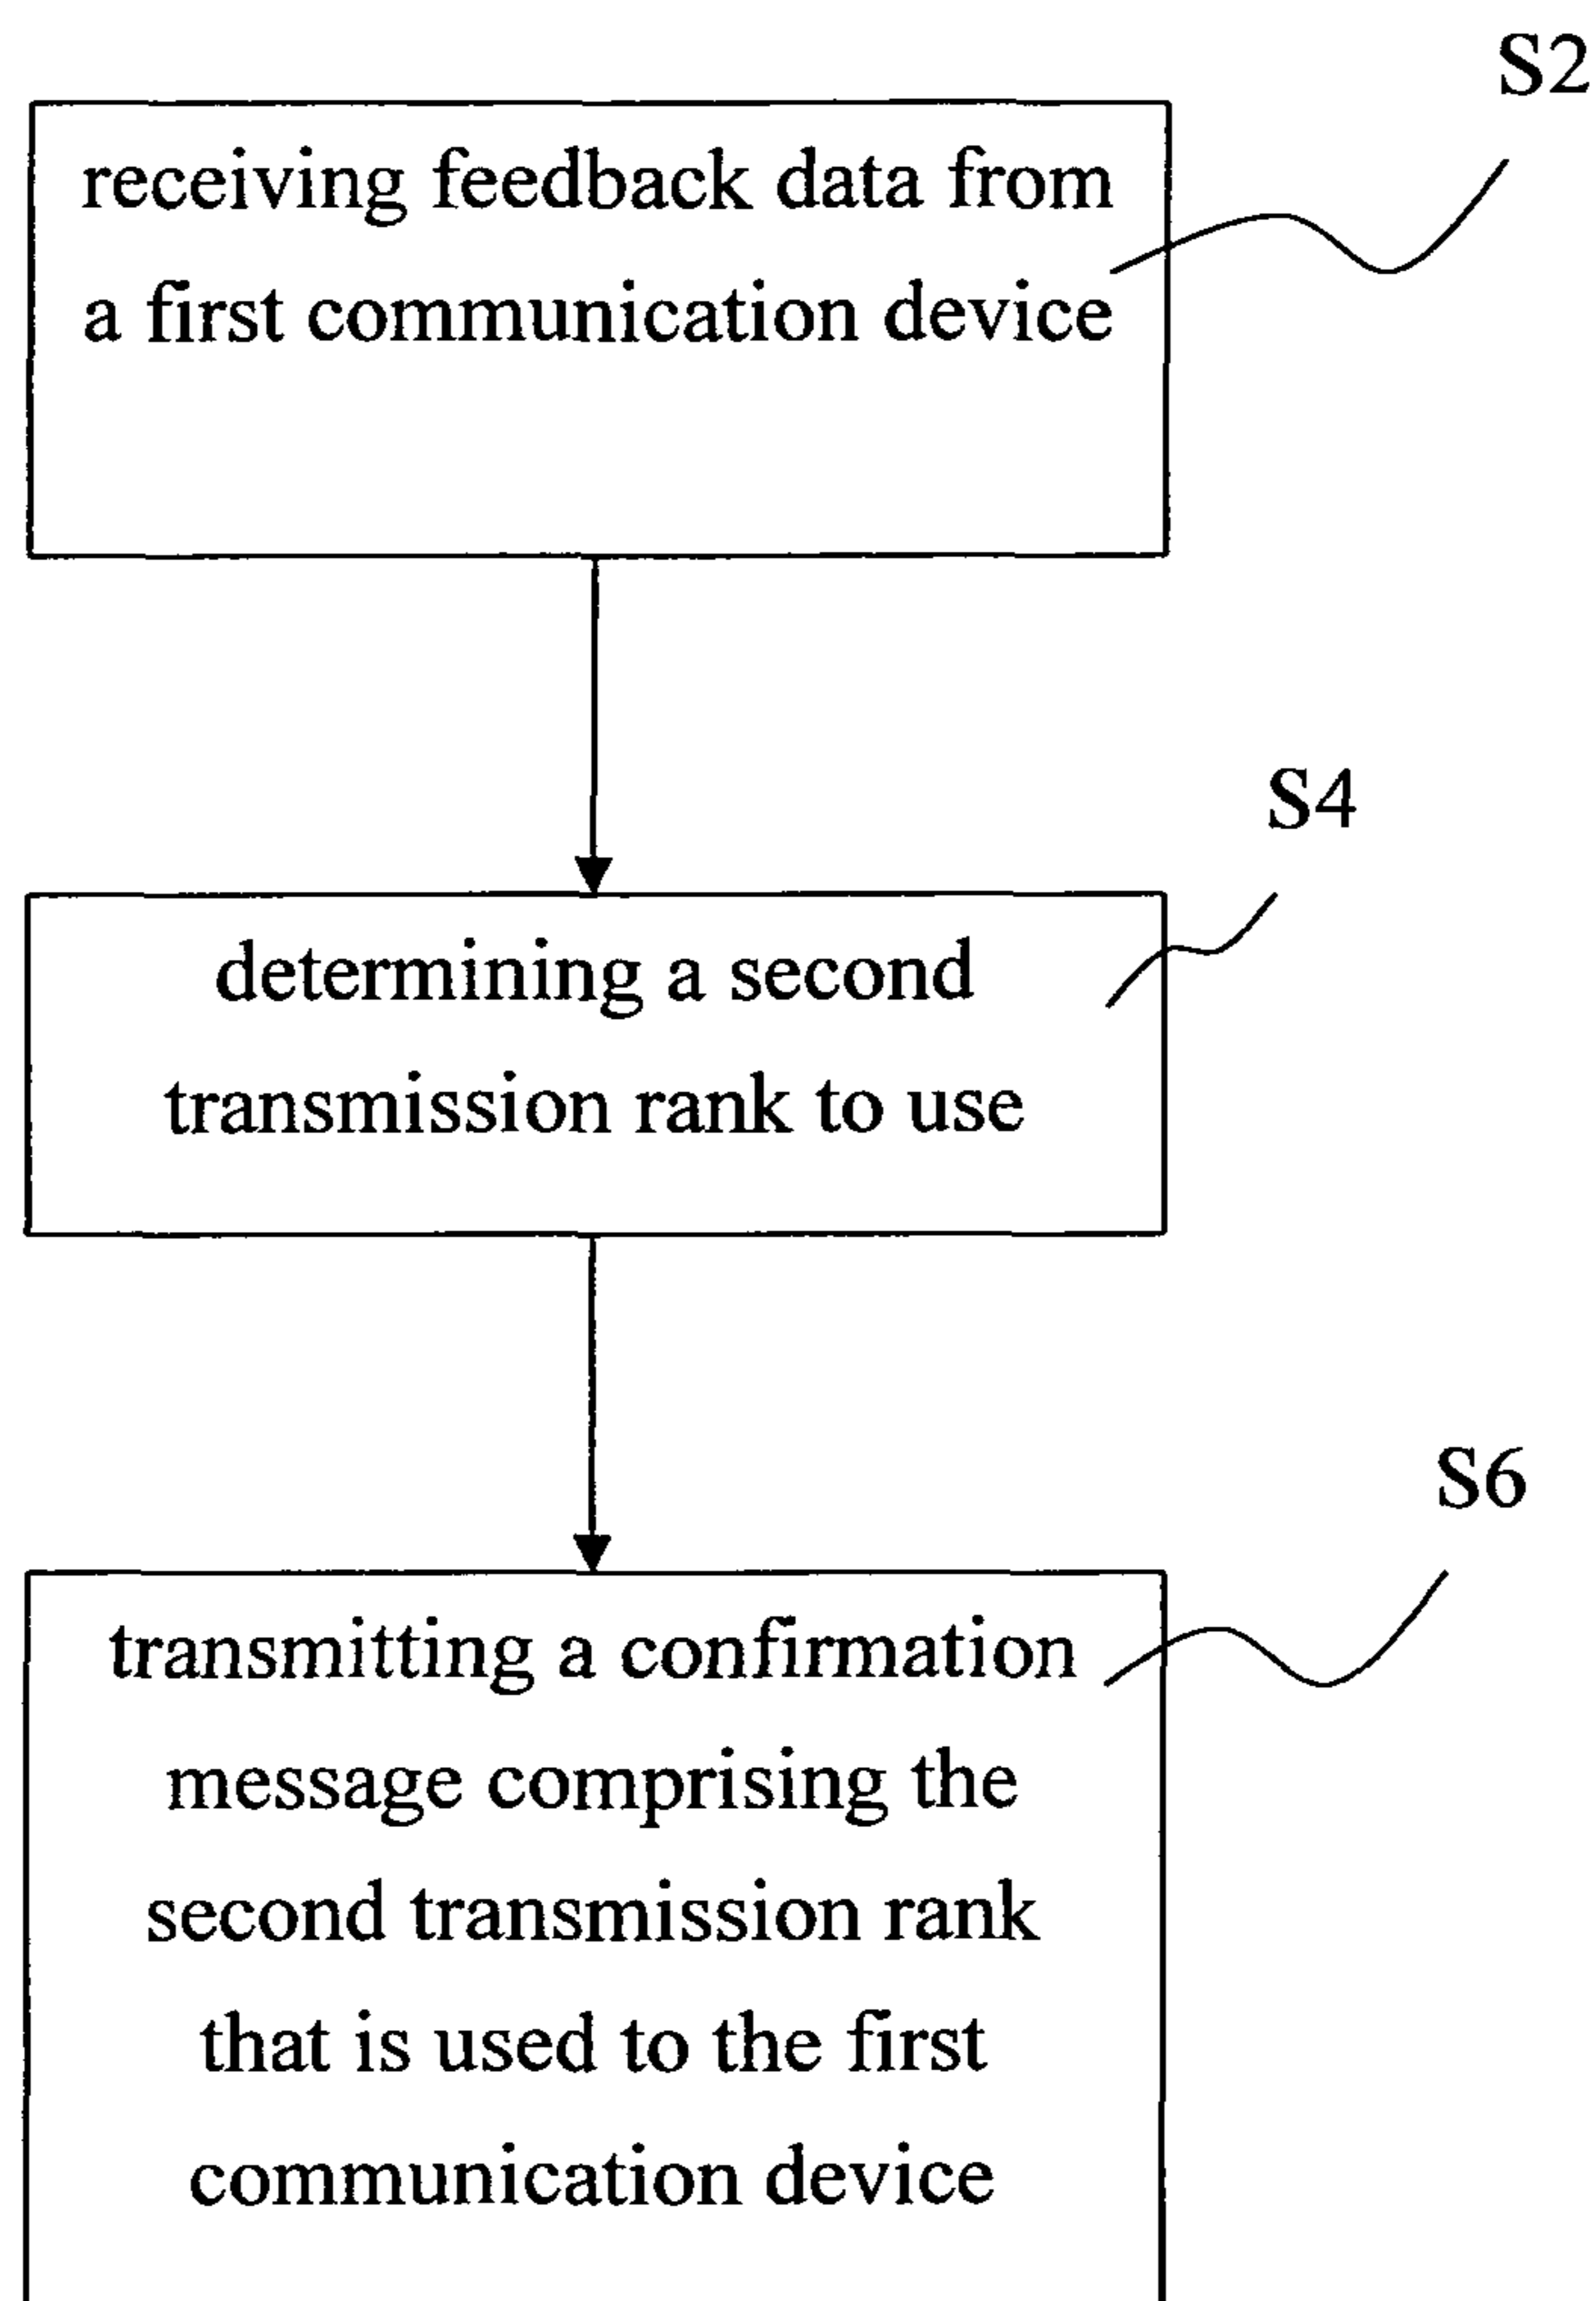 S2
receiving feedback data from
a first communication device
S4
determining a second
transmission rank to use
S6
transmitting a confirmation
message comprising the
second transmission rank
that is used to the first
communication device